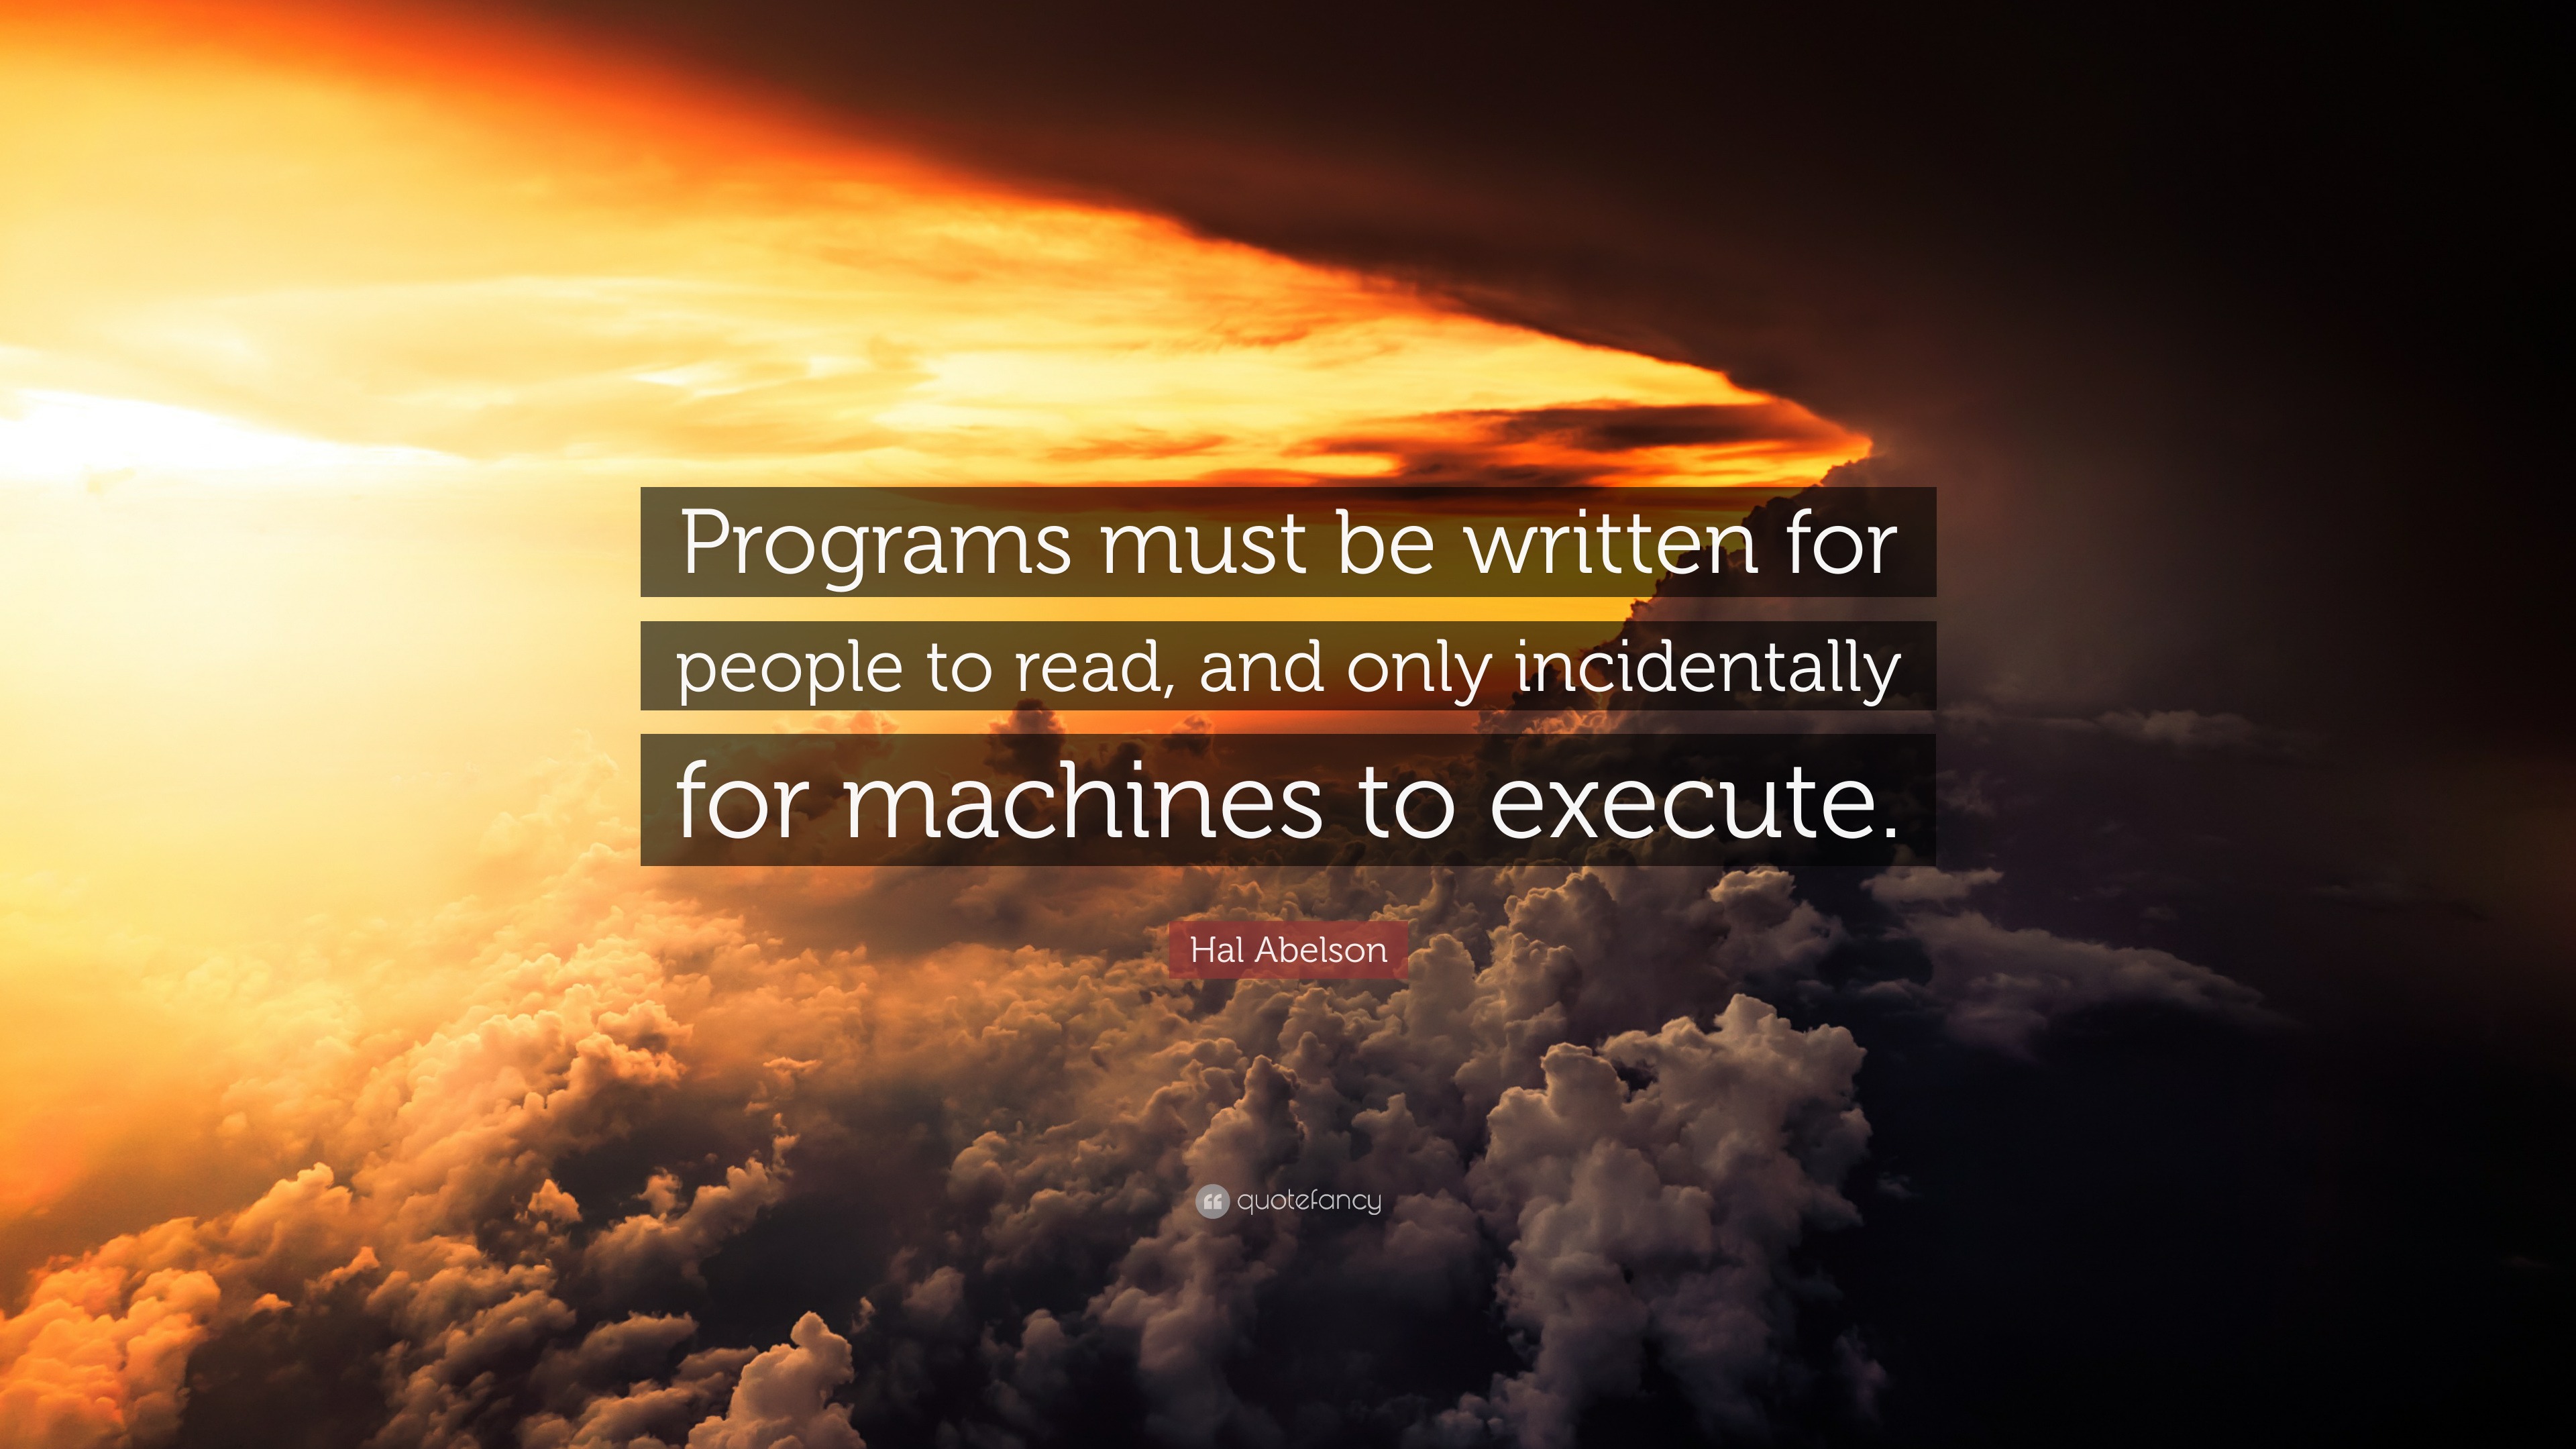 Programs must be written for
people to read, and only incidentally
for machines to execute.
Hal Abelson
quotefancy